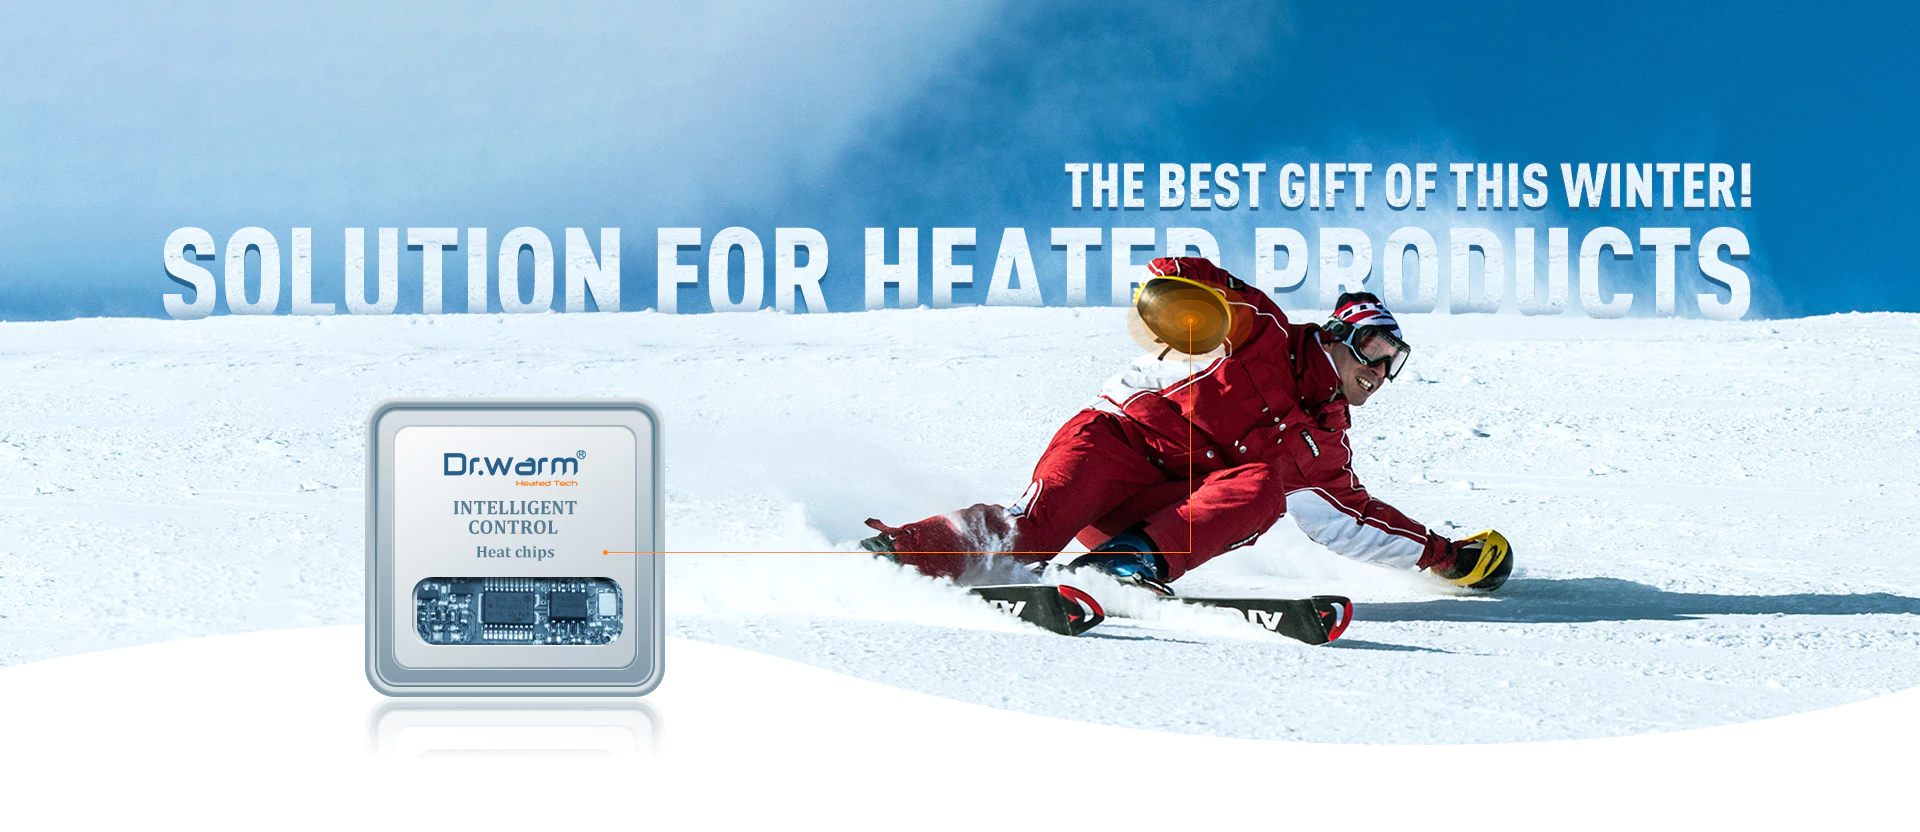 THE BEST GIFT OF THIS WINTER!
SOLUTION FOR HEATED PRODUCTS
Dr.warm®
Heated Tech
INTELLIGENT
CONTROL
Heat chips